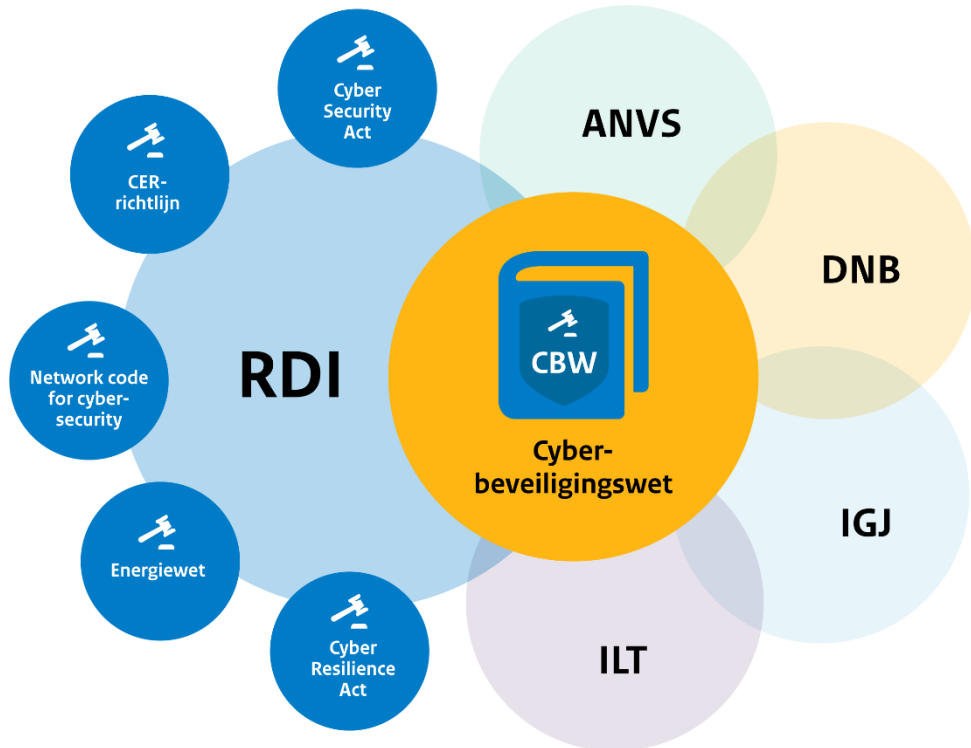 Cyber
Security
Act
ANVS
CER-
richtlijn
DNB
RDI
CBW
Network code
for cyber-
security
Cyber-
beveiligingswet
IGJ
Energiewet
Cyber
Resilience
Act
ILT